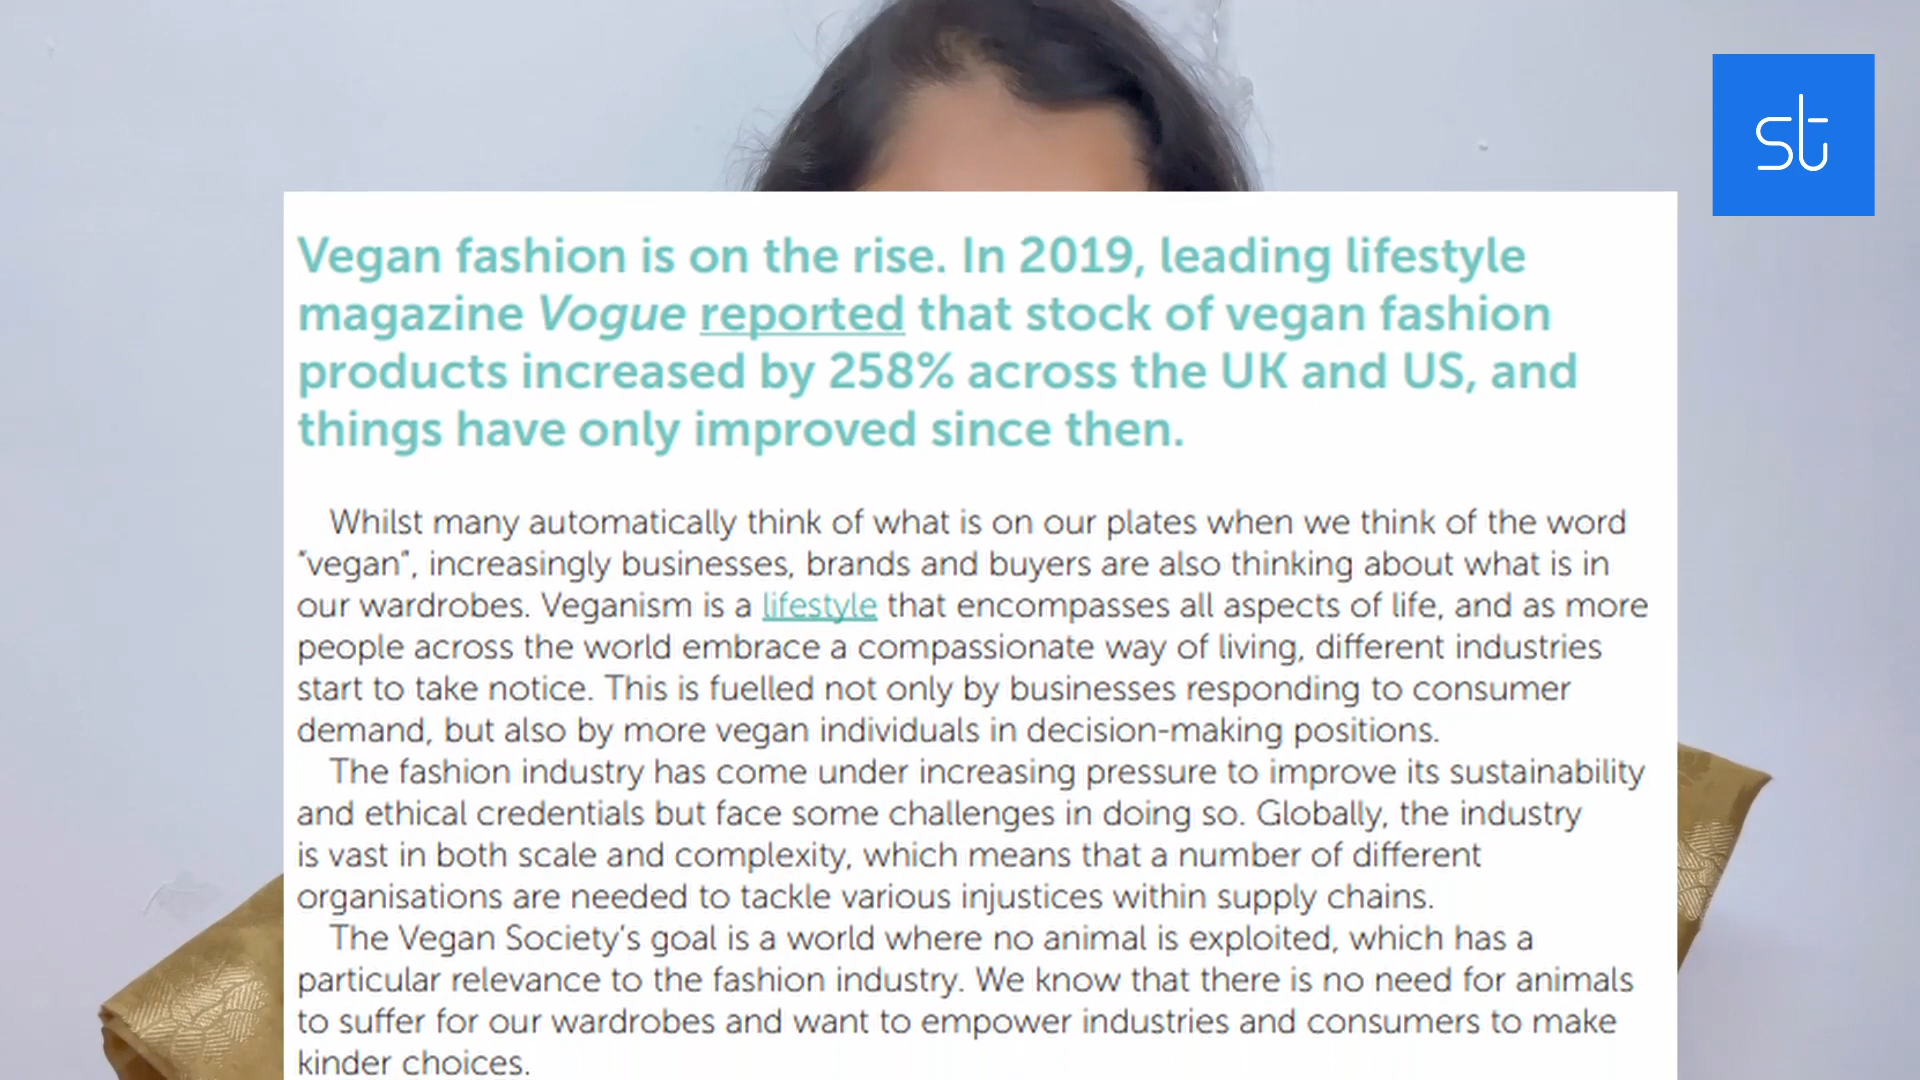 st
Vegan fashion is on the rise. In 2019, leading lifestyle
magazine Vogue reported that stock of vegan fashion
products increased by 258% across the UK and US, and
things have only improved since then.
Whilst many automatically think of what is on our plates when we think of the word
“vegan”, increasingly businesses, brands and buyers are also thinking about what is in
our wardrobes. Veganism is a lifestyle that encompasses all aspects of life, and as more
people across the world embrace a compassionate way of living, different industries
start to take notice. This is fuelled not only by businesses responding to consumer
demand, but also by more vegan individuals in decision-making positions.
The fashion industry has come under increasing pressure to improve its sustainability
and ethical credentials but face some challenges in doing so. Globally, the industry
is vast in both scale and complexity, which means that a number of different
organisations are needed to tackle various injustices within supply chains.
The Vegan Society’s goal is a world where no animal is exploited, which has a
particular relevance to the fashion industry. We know that there is no need for animals
to suffer for our wardrobes and want to empower industries and consumers to make
kinder choices.